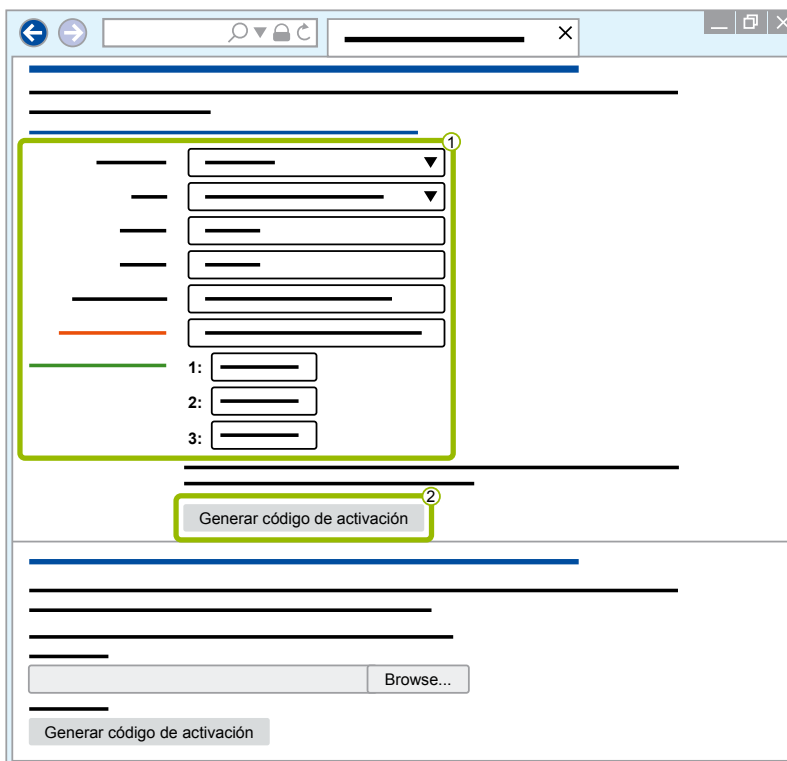 1
1:
2:
3:
2
Generar código de activación
Browse...
Generar código de activación